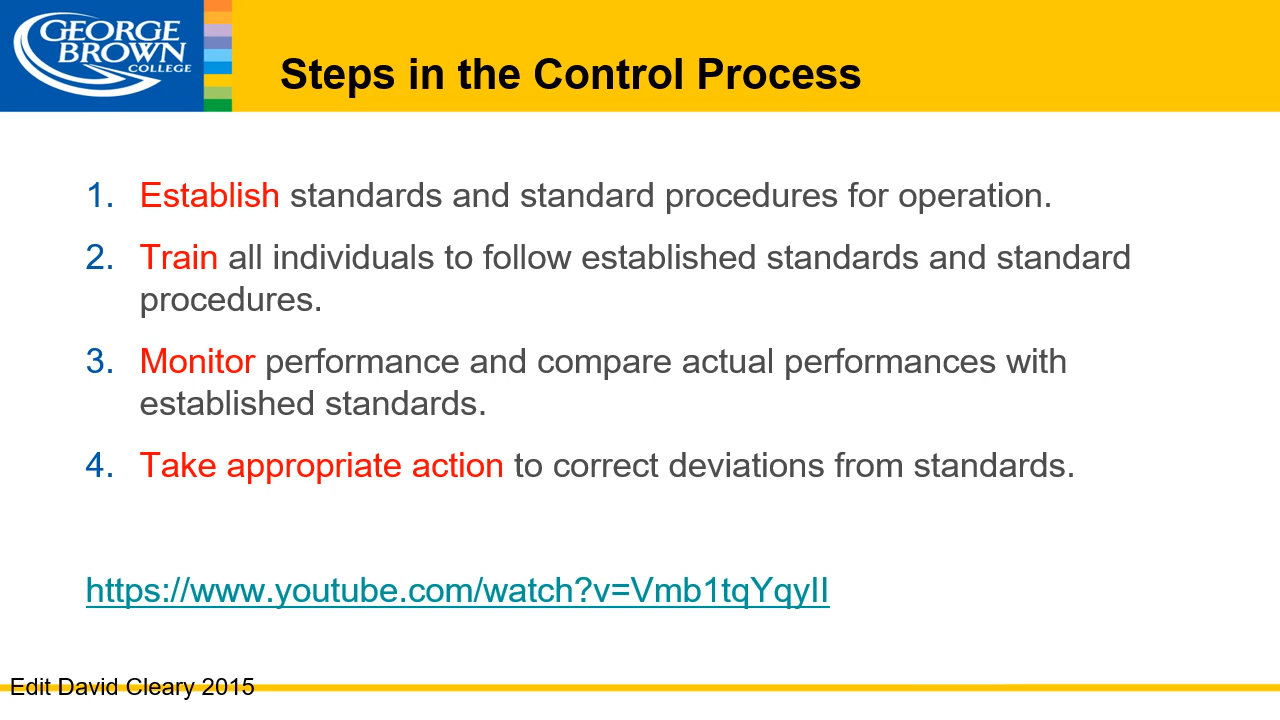 GEORGE
BROWN
COLLEGE
Steps in the Control Process
1. Establish standards and standard procedures for operation.
2. Train all individuals to follow established standards and standard
procedures.
3. Monitor performance and compare actual performances with
established standards.
4. Take appropriate action to correct deviations from standards.
https://www.youtube.com/watch?v=Vmb1tqYqyII
Edit David Cleary 2015